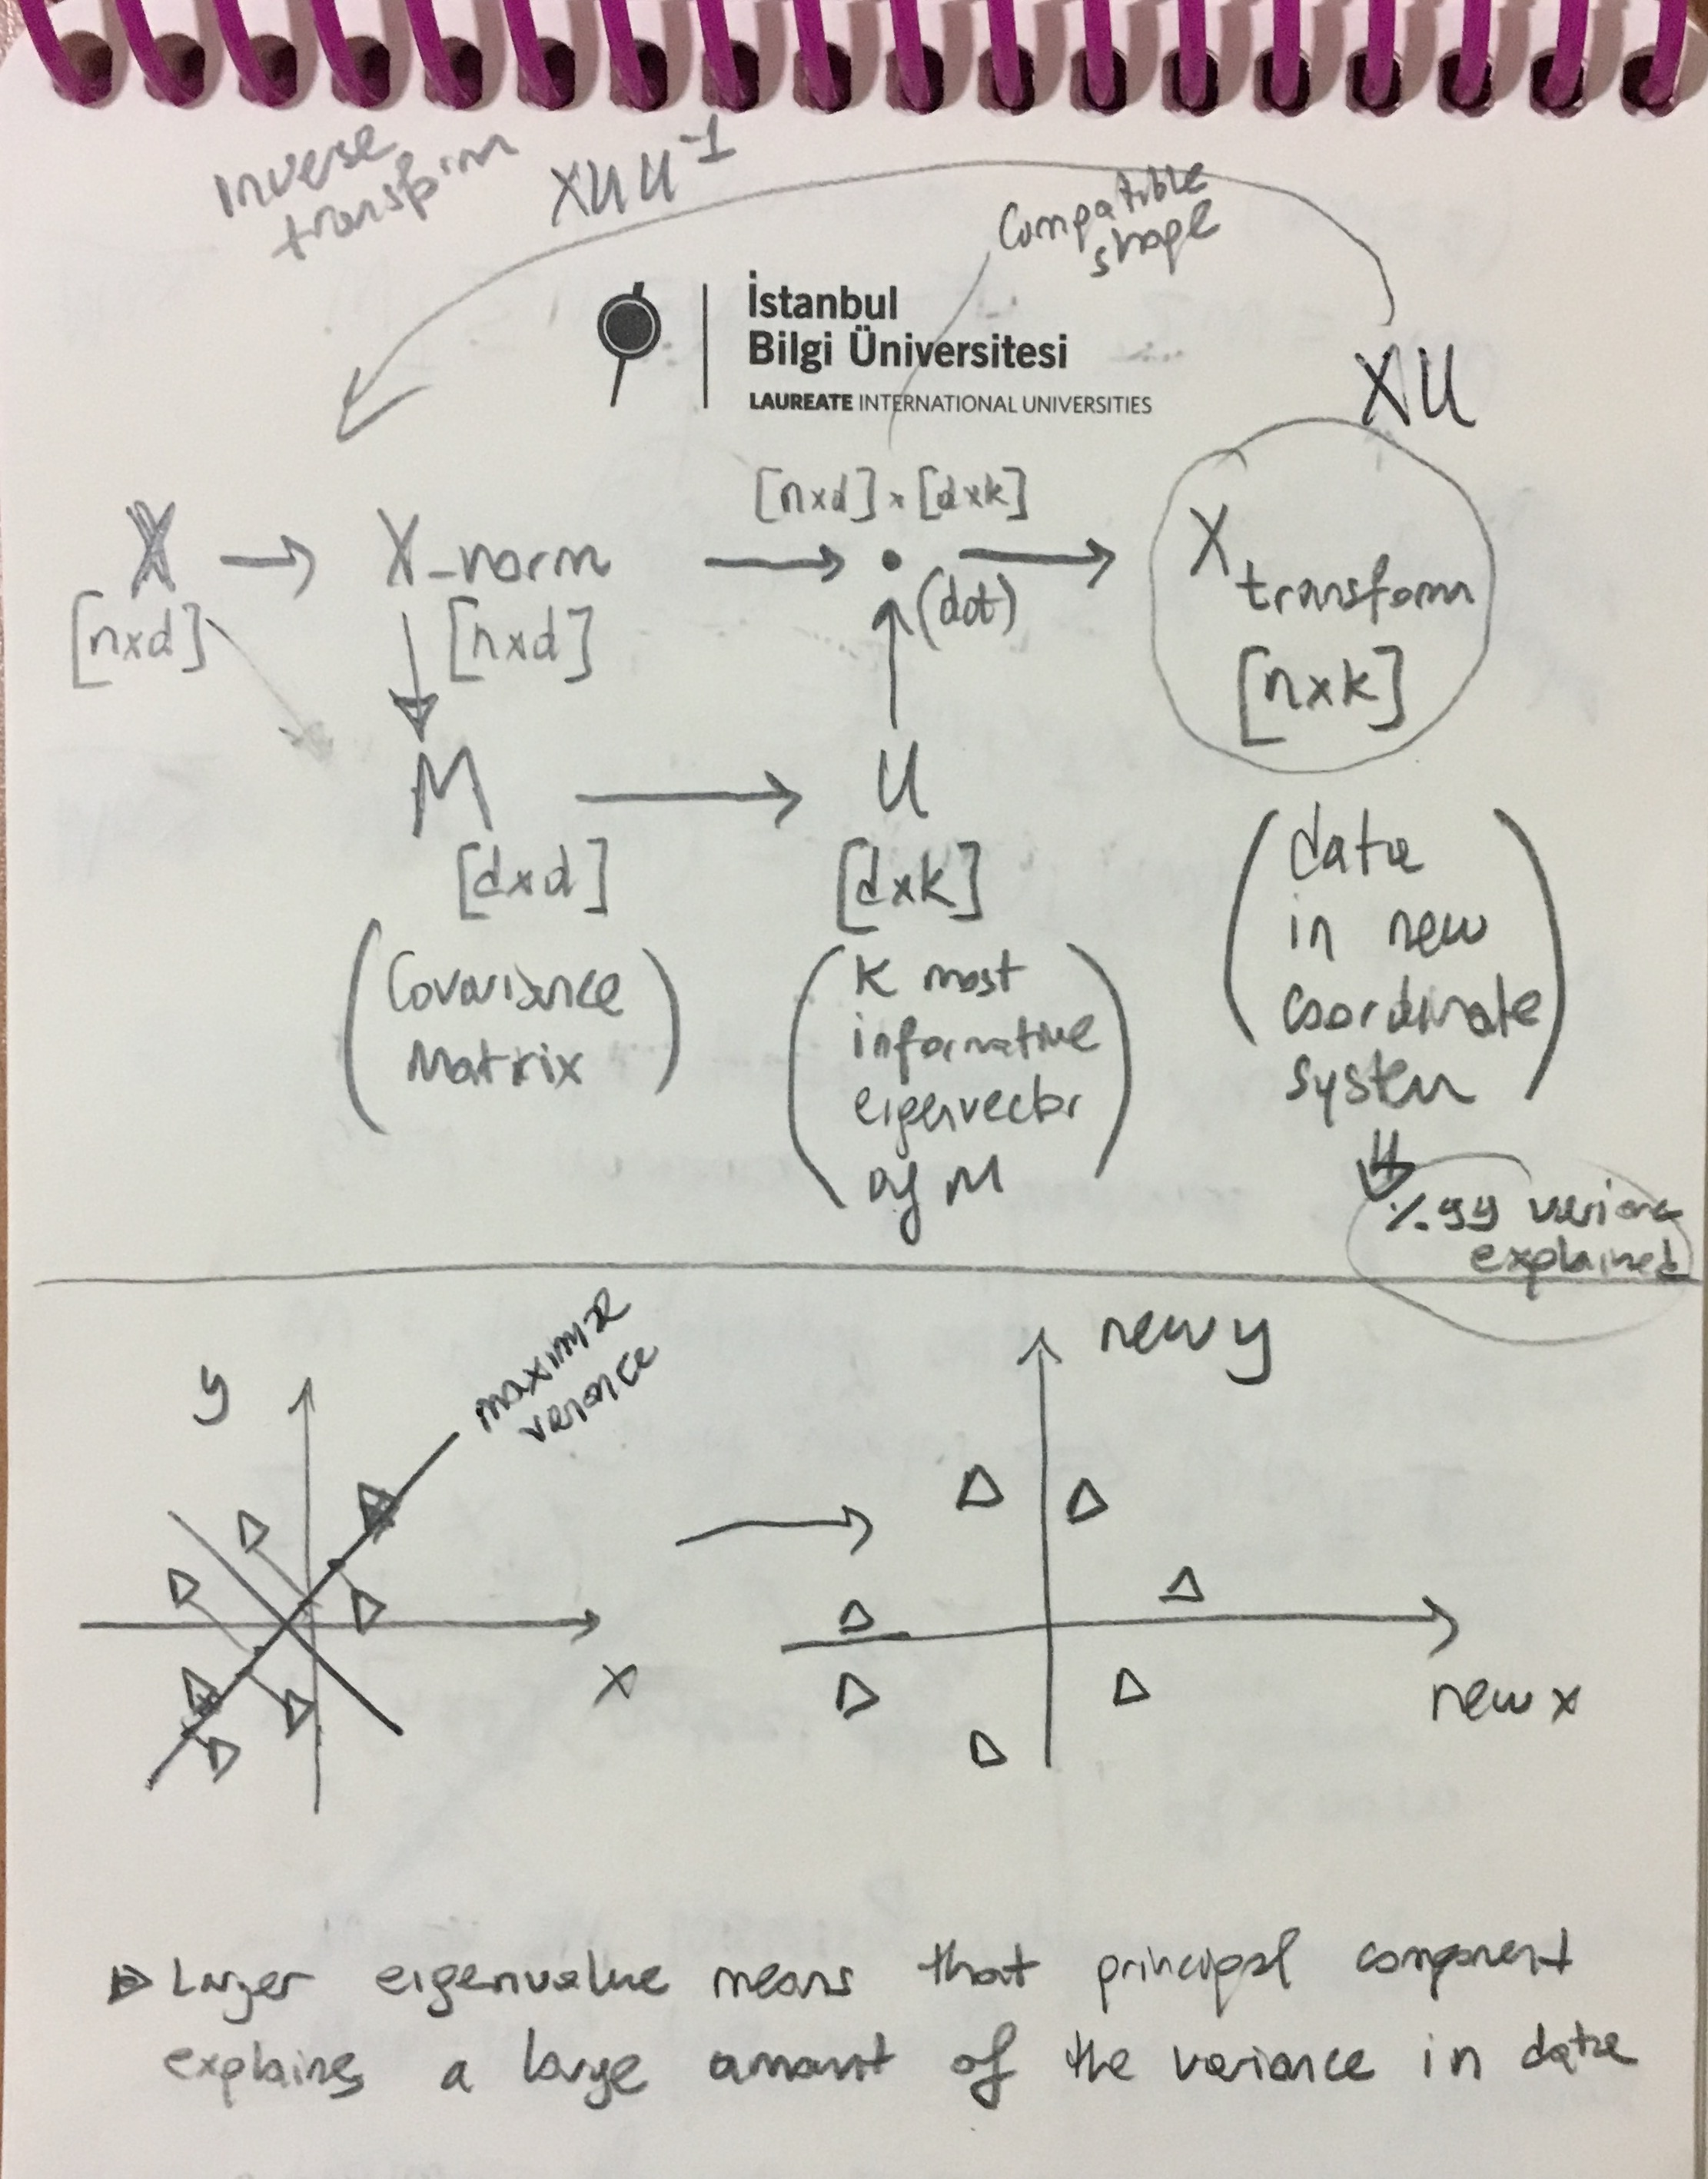 Inverse
transform
XUU⁻¹
Compatible
shape
İstanbul
Bilgi Üniversitesi
LAUREATE INTERNATIONAL UNIVERSITIES
XU
X → X_norm → • → X transform
[nxd] x [dxk]
(dot)
[nxd]
[nxd]
[nxk]
M → U
[dxd]
[dxk]
(Covariance
Matrix)
(K most
informative
eigenvector
of M)
(data
in new
coordinate
system)
%99 variance
explained
y
maximize
variance
x
new y
new x
Larger eigenvalue means that principal component
explains a large amount of the variance in data